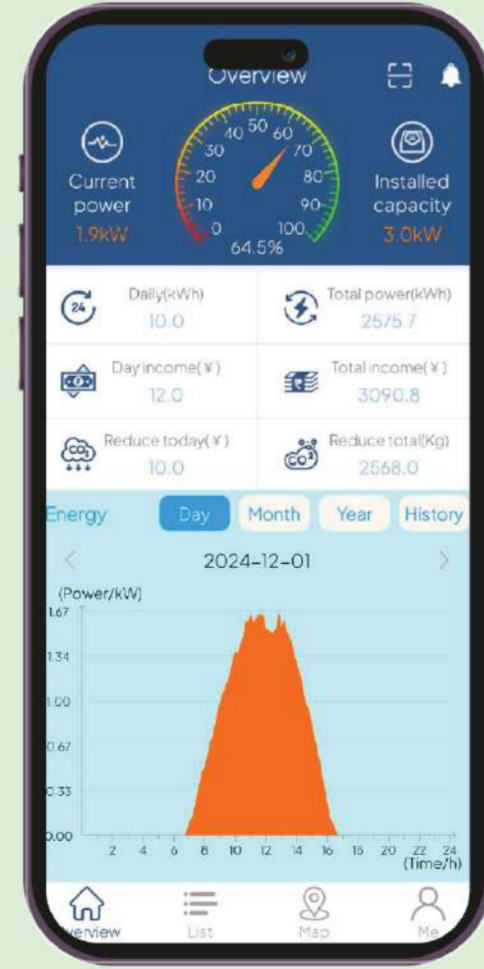 Overview
40 50 60
30 70
20 80
10 90
0 100
64.5%
Current
power
1.9kW
Installed
capacity
3.0kW
24
Daily(kWh)
10.0
Total power(kWh)
2575.7
Day income(¥)
12.0
Total income(¥)
3090.8
CO₂
Reduce today(¥)
10.0
CO²
Reduce total(Kg)
2568.0
Energy Day Month Year History
< 2024-12-01 >
(Power/kW)
1.67
1.34
1.00
0.67
0.33
0.00
2 4 6 8 10 12 14 16 18 20 22 24
(Time/h)
Overview List Map Me